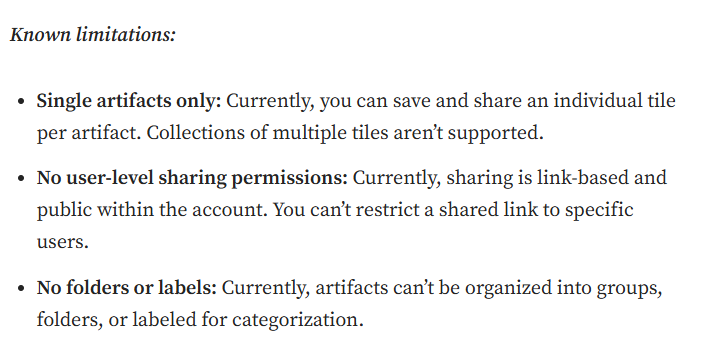 Known limitations:
• Single artifacts only: Currently, you can save and share an individual tile
per artifact. Collections of multiple tiles aren’t supported.
• No user-level sharing permissions: Currently, sharing is link-based and
public within the account. You can’t restrict a shared link to specific
users.
• No folders or labels: Currently, artifacts can’t be organized into groups,
folders, or labeled for categorization.